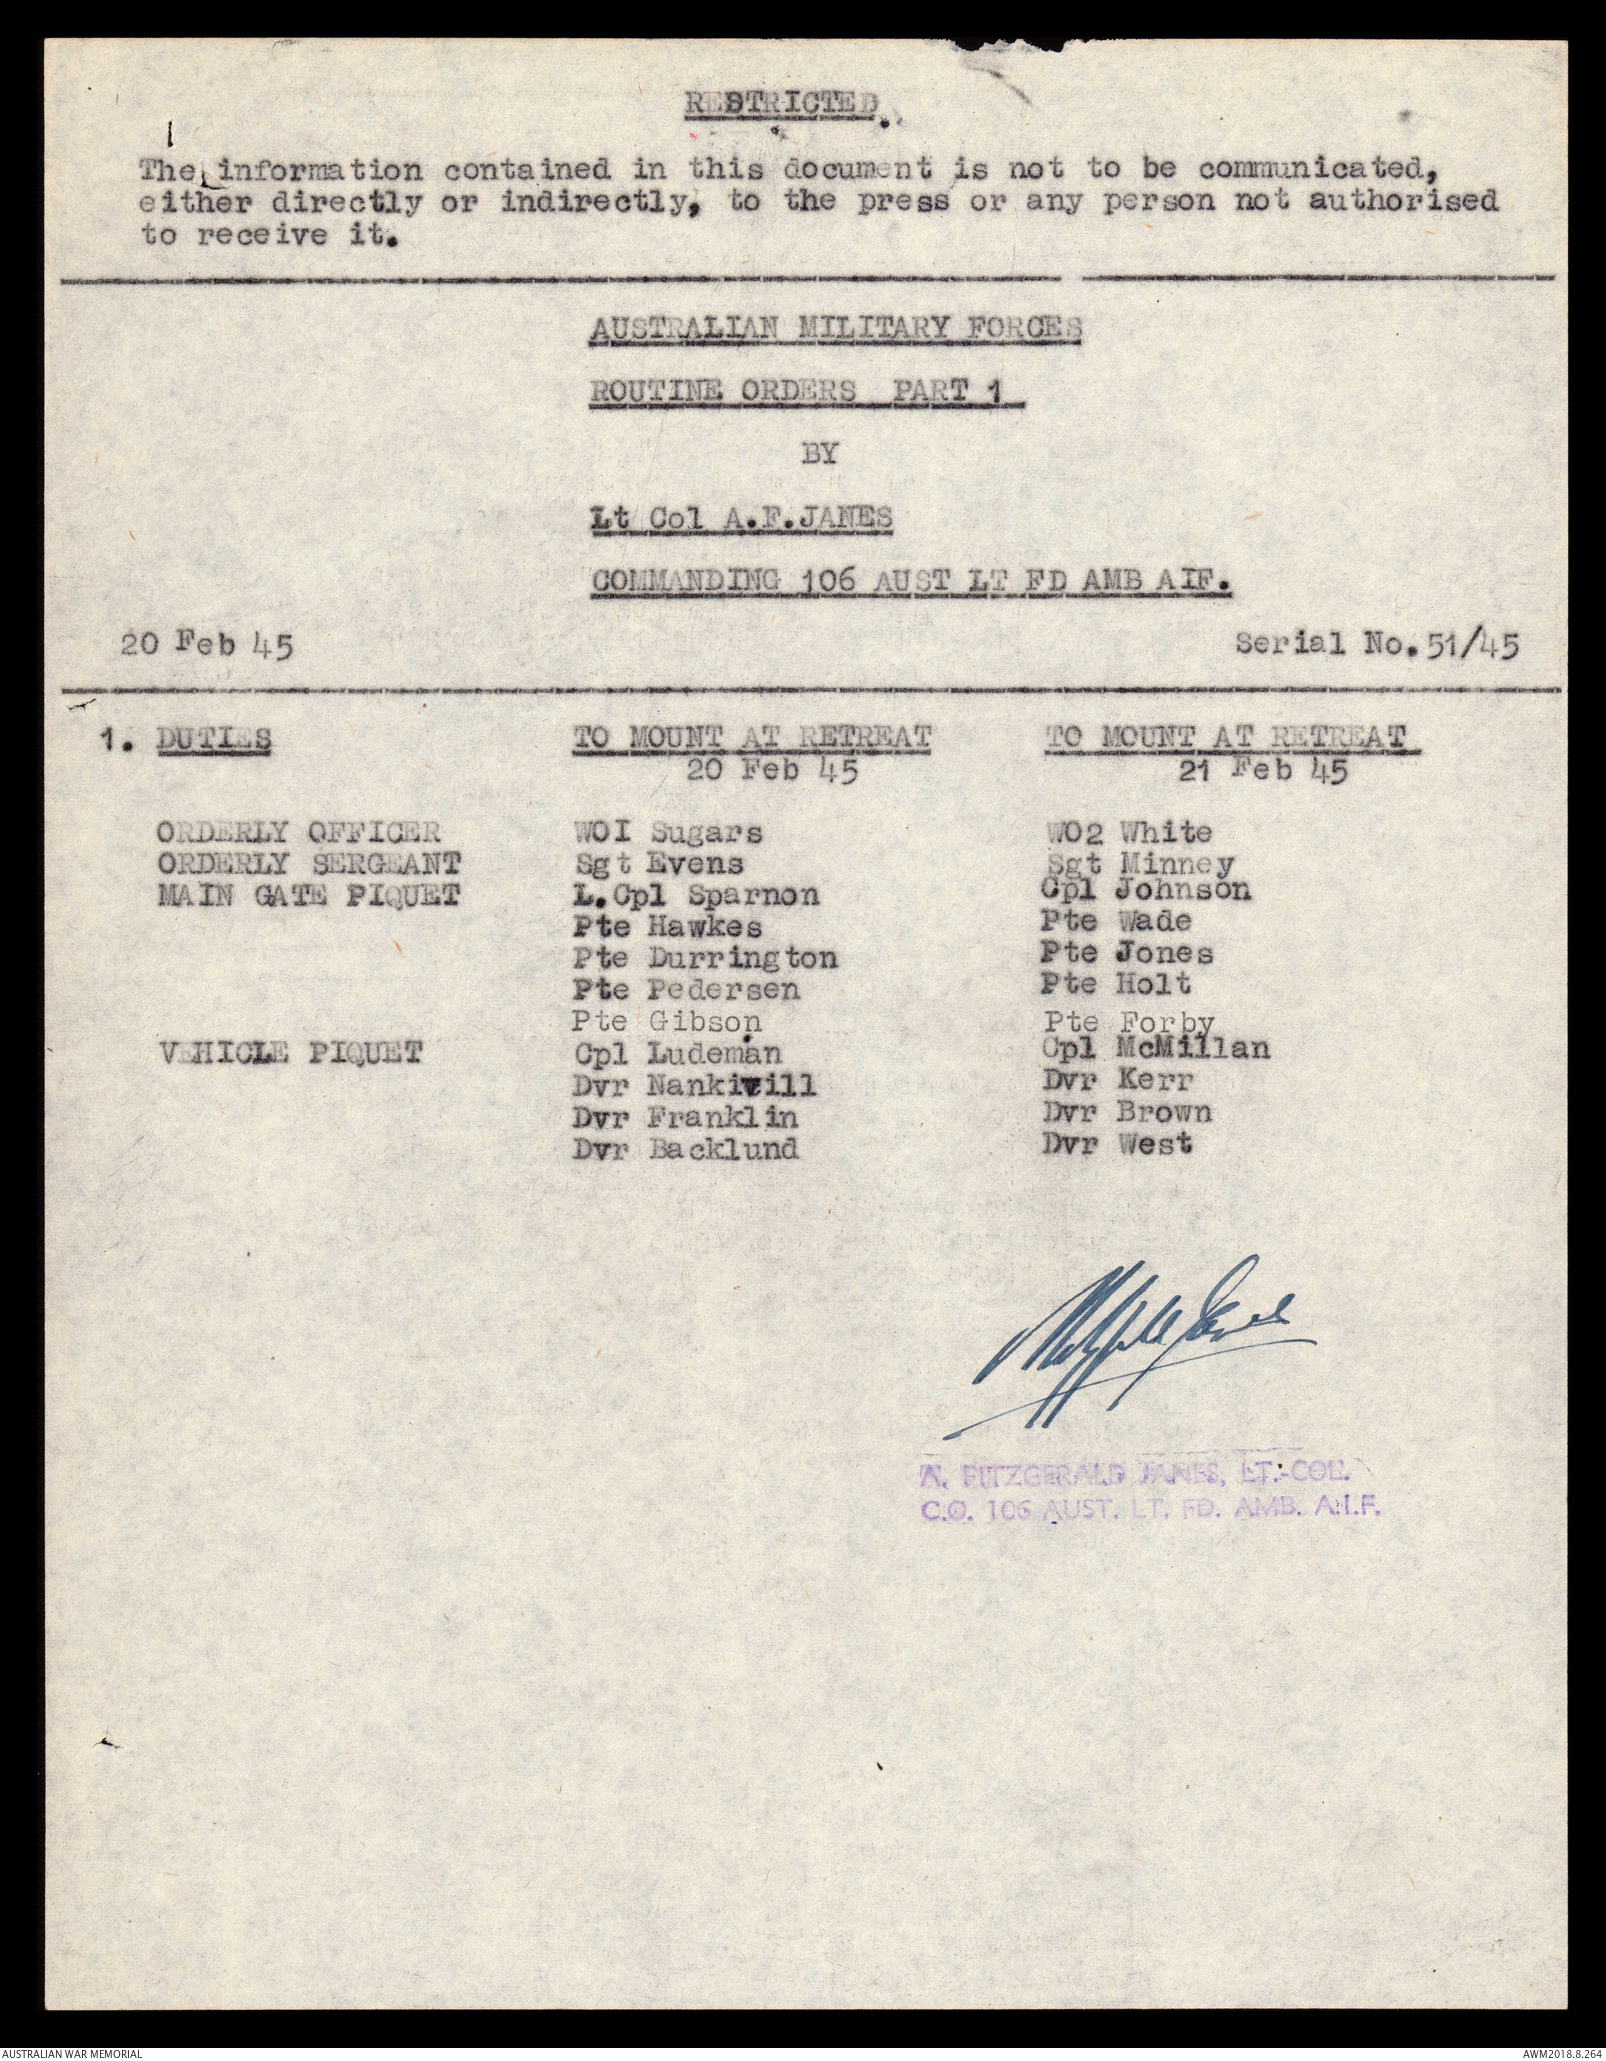 RESTRICTED.
The information contained in this document is not to be communicated,
either directly or indirectly, to the press or any person not authorised
to receive it.
AUSTRALIAN MILITARY FORCES
ROUTINE ORDERS PART 1
BY
Lt Col A.F.JANES
COMMANDING 106 AUST LT FD AMB AIF.
20 Feb 45 Serial No. 51/45
1. DUTIES TO MOUNT AT RETREAT TO MOUNT AT RETREAT
20 Feb 45 21 Feb 45
ORDERLY OFFICER WOI Sugars WO2 White
ORDERLY SERGEANT Sgt Evens Sgt Minney
MAIN GATE PIQUET L.Cpl Sparnon Cpl Johnson
Pte Hawkes Pte Wade
Pte Durrington Pte Jones
Pte Pedersen Pte Holt
Pte Gibson Pte Forby
VEHICLE PIQUET Cpl Ludeman Cpl McMillan
Dvr Nankivill Dvr Kerr
Dvr Franklin Dvr Brown
Dvr Backlund Dvr West
A. FITZGERALD JANES, LT.-COL.
C.O. 106 AUST. LT. FD. AMB. A.I.F.
AUSTRALIAN WAR MEMORIAL AWM2018.8.264